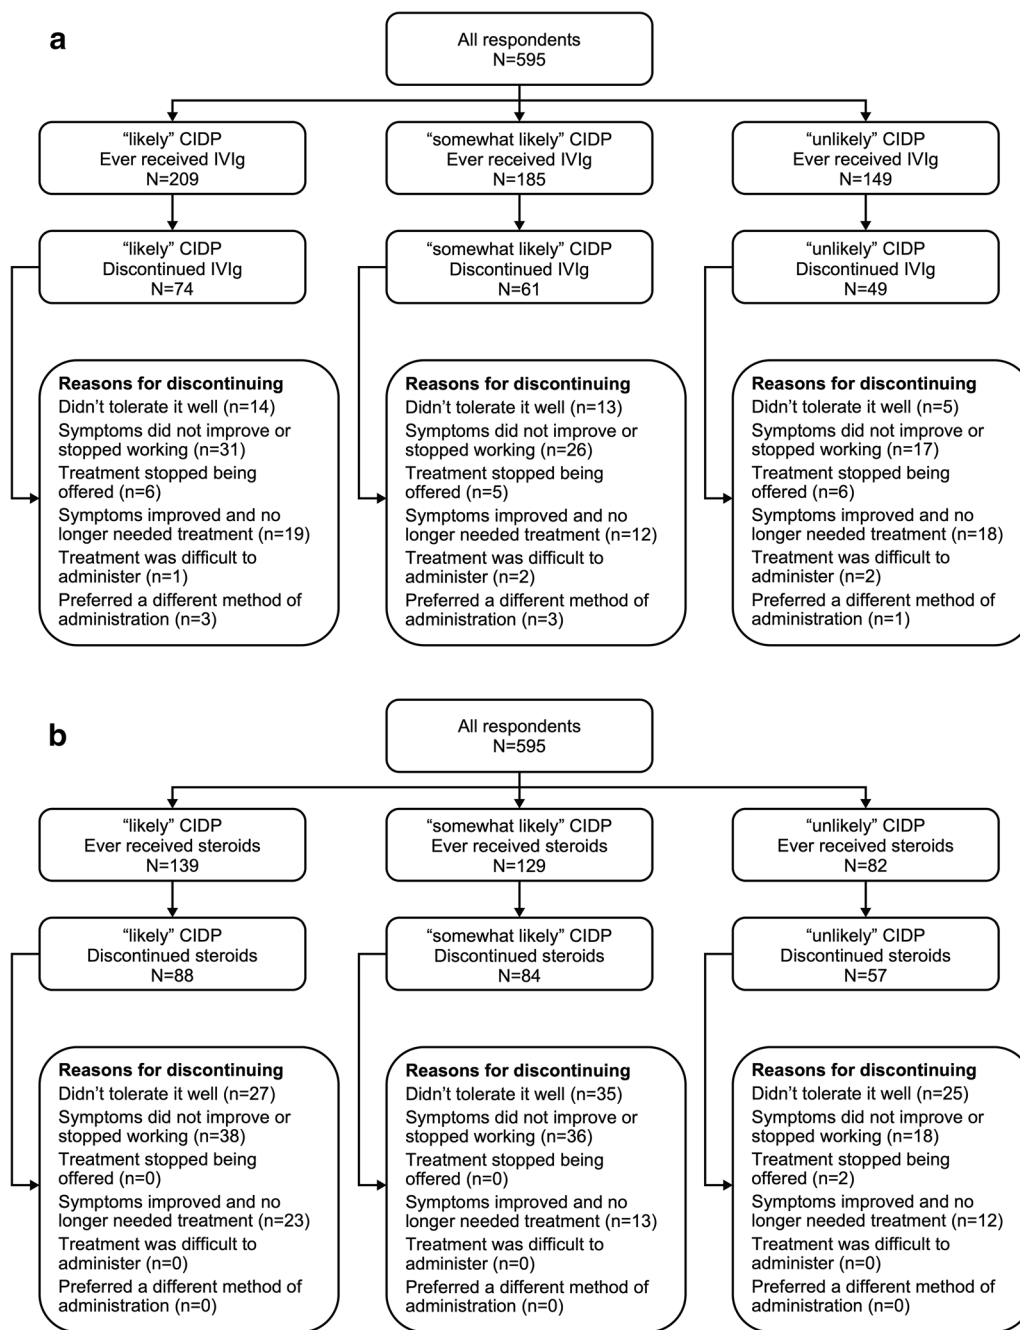 a
All respondents
N=595
“likely” CIDP
Ever received IVIg
N=209
“somewhat likely” CIDP
Ever received IVIg
N=185
“unlikely” CIDP
Ever received IVIg
N=149
“likely” CIDP
Discontinued IVIg
N=74
“somewhat likely” CIDP
Discontinued IVIg
N=61
“unlikely” CIDP
Discontinued IVIg
N=49
Reasons for discontinuing
Didn’t tolerate it well (n=14)
Symptoms did not improve or
stopped working (n=31)
Treatment stopped being
offered (n=6)
Symptoms improved and no
longer needed treatment (n=19)
Treatment was difficult to
administer (n=1)
Preferred a different method of
administration (n=3)
Reasons for discontinuing
Didn’t tolerate it well (n=13)
Symptoms did not improve or
stopped working (n=26)
Treatment stopped being
offered (n=5)
Symptoms improved and no
longer needed treatment (n=12)
Treatment was difficult to
administer (n=2)
Preferred a different method of
administration (n=3)
Reasons for discontinuing
Didn’t tolerate it well (n=5)
Symptoms did not improve or
stopped working (n=17)
Treatment stopped being
offered (n=6)
Symptoms improved and no
longer needed treatment (n=18)
Treatment was difficult to
administer (n=2)
Preferred a different method of
administration (n=1)
b
All respondents
N=595
“likely” CIDP
Ever received steroids
N=139
“somewhat likely” CIDP
Ever received steroids
N=129
“unlikely” CIDP
Ever received steroids
N=82
“likely” CIDP
Discontinued steroids
N=88
“somewhat likely” CIDP
Discontinued steroids
N=84
“unlikely” CIDP
Discontinued steroids
N=57
Reasons for discontinuing
Didn’t tolerate it well (n=27)
Symptoms did not improve or
stopped working (n=38)
Treatment stopped being
offered (n=0)
Symptoms improved and no
longer needed treatment (n=23)
Treatment was difficult to
administer (n=0)
Preferred a different method of
administration (n=0)
Reasons for discontinuing
Didn’t tolerate it well (n=35)
Symptoms did not improve or
stopped working (n=36)
Treatment stopped being
offered (n=0)
Symptoms improved and no
longer needed treatment (n=13)
Treatment was difficult to
administer (n=0)
Preferred a different method of
administration (n=0)
Reasons for discontinuing
Didn’t tolerate it well (n=25)
Symptoms did not improve or
stopped working (n=18)
Treatment stopped being
offered (n=2)
Symptoms improved and no
longer needed treatment (n=12)
Treatment was difficult to
administer (n=0)
Preferred a different method of
administration (n=0)